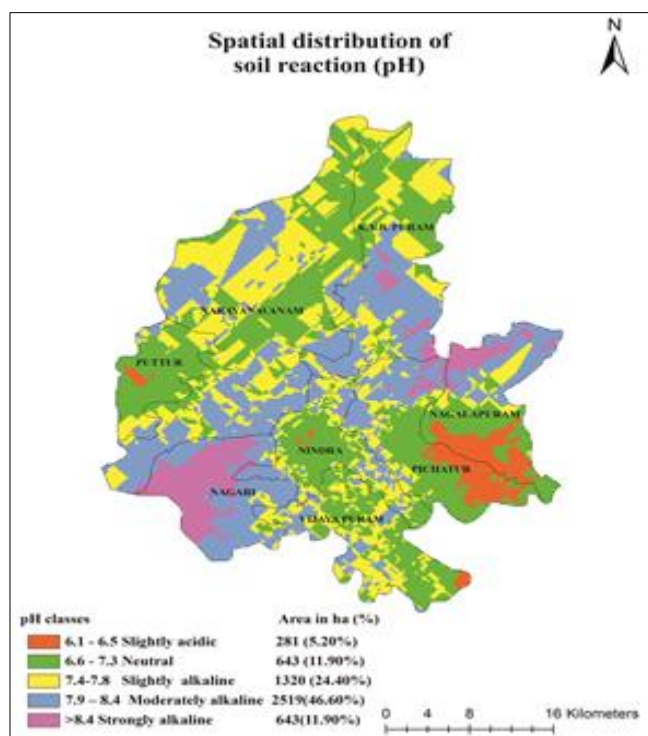 Spatial distribution of
soil reaction (pH)
N
K.V.B. PURAM
NARAYANAVANAM
PUTTUR
NAGALAPURAM
NINDRA
PICHATUR
NAGARI
VIJAYAPURAM
pH classes Area in ha (%)
6.1 - 6.5 Slightly acidic 281 (5.20%)
6.6 - 7.3 Neutral 643 (11.90%)
7.4-7.8 Slightly alkaline 1320 (24.40%)
7.9 – 8.4 Moderately alkaline 2519(46.60%)
>8.4 Strongly alkaline 643(11.90%)
0 4 8 16 Kilometers